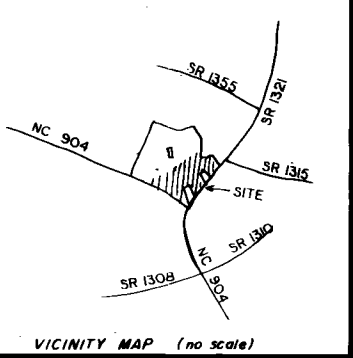 SR 1355
SR 1321
NC 904
SR 1315
SITE
SR 1310
NC 904
SR 1308
VICINITY MAP (no scale)